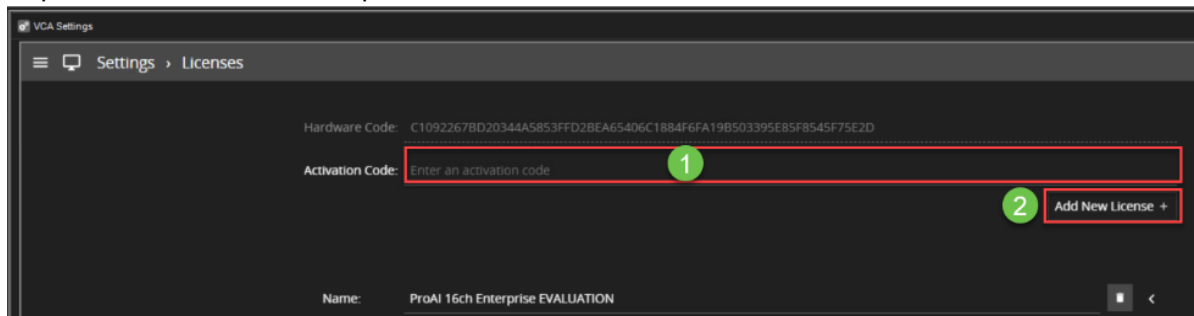 VCA Settings
Settings › Licenses
Hardware Code: C1092267BD20344A5853FFD2BEA65406C1884F6FA19B503395E85F8545F75E2D
Activation Code: Enter an activation code 1
2 Add New License +
Name: ProAI 16ch Enterprise EVALUATION